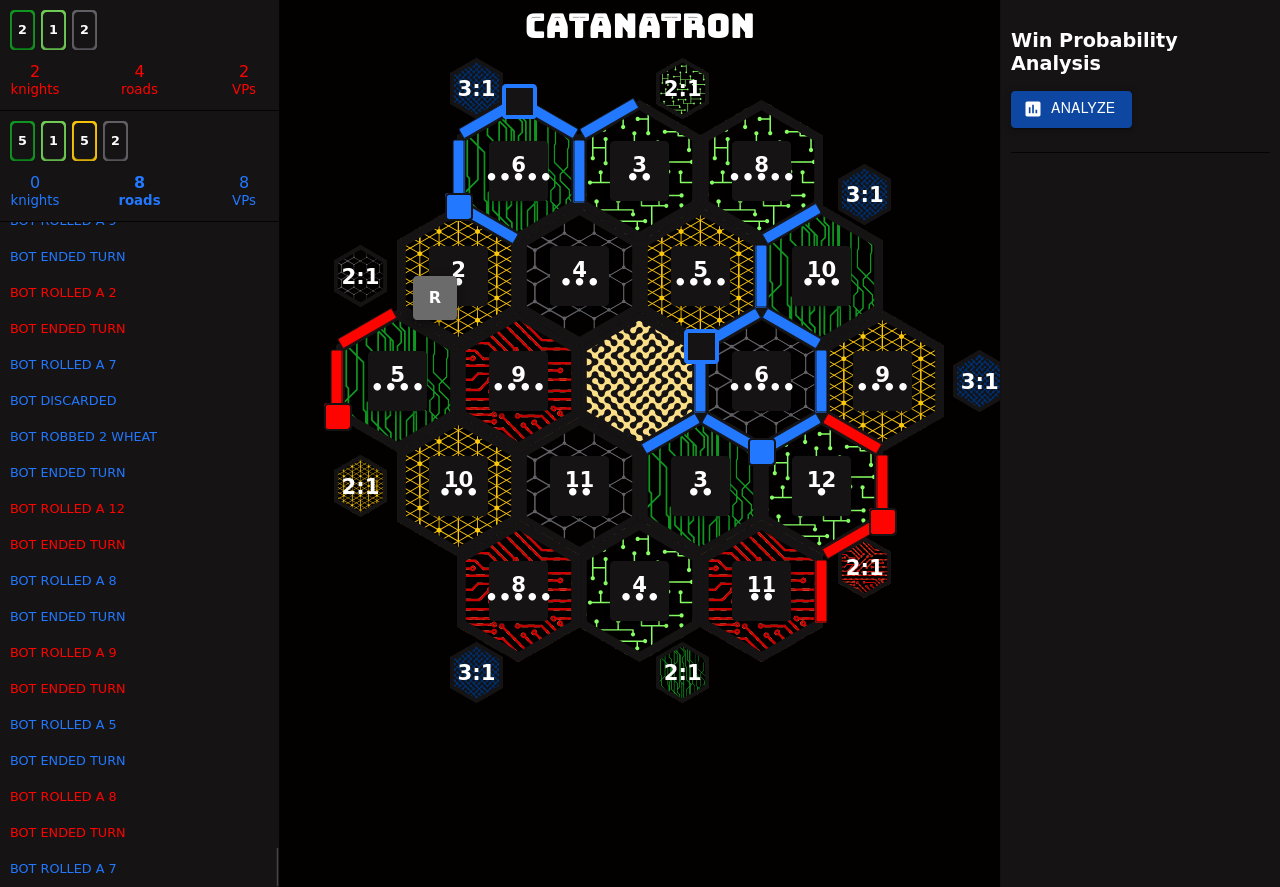 2 1 2
2 4 2
knights roads VPs
5 1 5 2
0 8 8
knights roads VPs
BOT ENDED TURN
BOT ROLLED A 2
BOT ENDED TURN
BOT ROLLED A 7
BOT DISCARDED
BOT ROBBED 2 WHEAT
BOT ENDED TURN
BOT ROLLED A 12
BOT ENDED TURN
BOT ROLLED A 8
BOT ENDED TURN
BOT ROLLED A 9
BOT ENDED TURN
BOT ROLLED A 5
BOT ENDED TURN
BOT ROLLED A 8
BOT ENDED TURN
BOT ROLLED A 7
CATANATRON
3:1 2:1
6 3 8
3:1
2:1 2 4 5 10
R
5 9 6 9 3:1
2:1 10 11 3 12
2:1
8 4 11
3:1 2:1
Win Probability
Analysis
ANALYZE